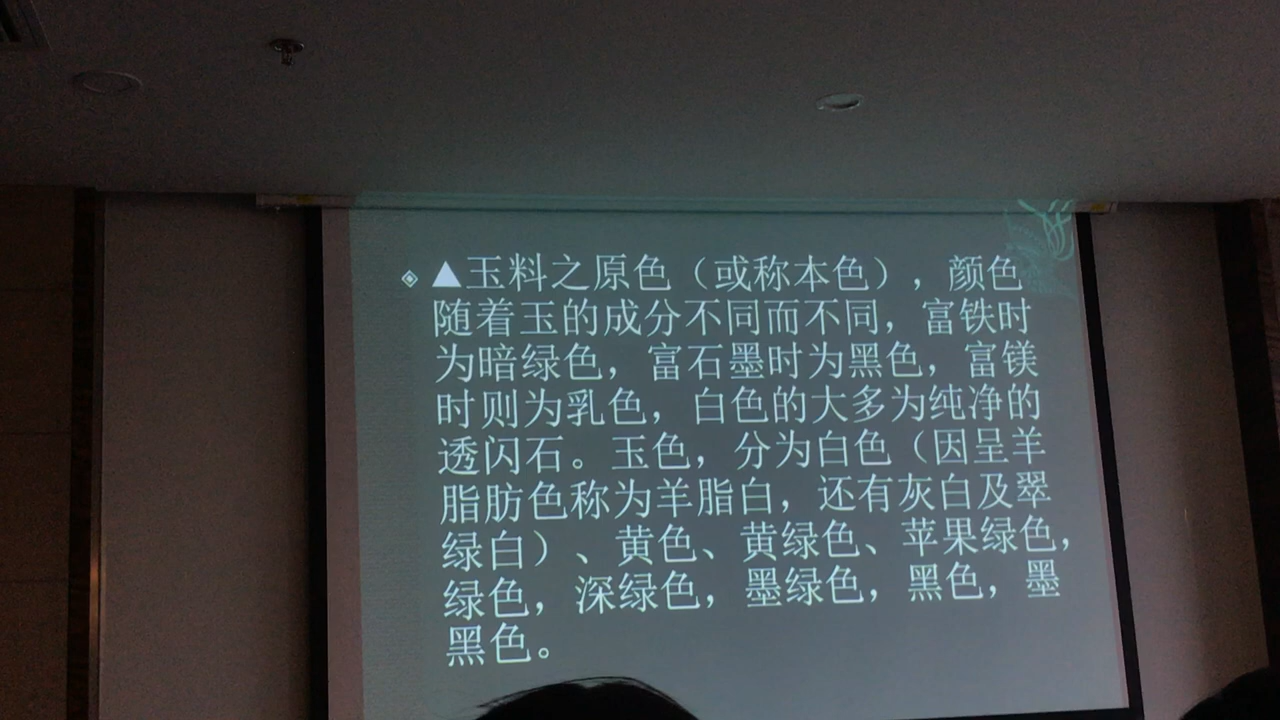 ▲玉料之原色（或称本色），颜色
随着玉的成分不同而不同，富铁时
为暗绿色，富石墨时为黑色，富镁
时则为乳色，白色的大多为纯净的
透闪石。玉色，分为白色（因呈羊
脂肪色称为羊脂白，还有灰白及翠
绿白）、黄色、黄绿色、苹果绿色，
绿色，深绿色，墨绿色，黑色，墨
黑色。